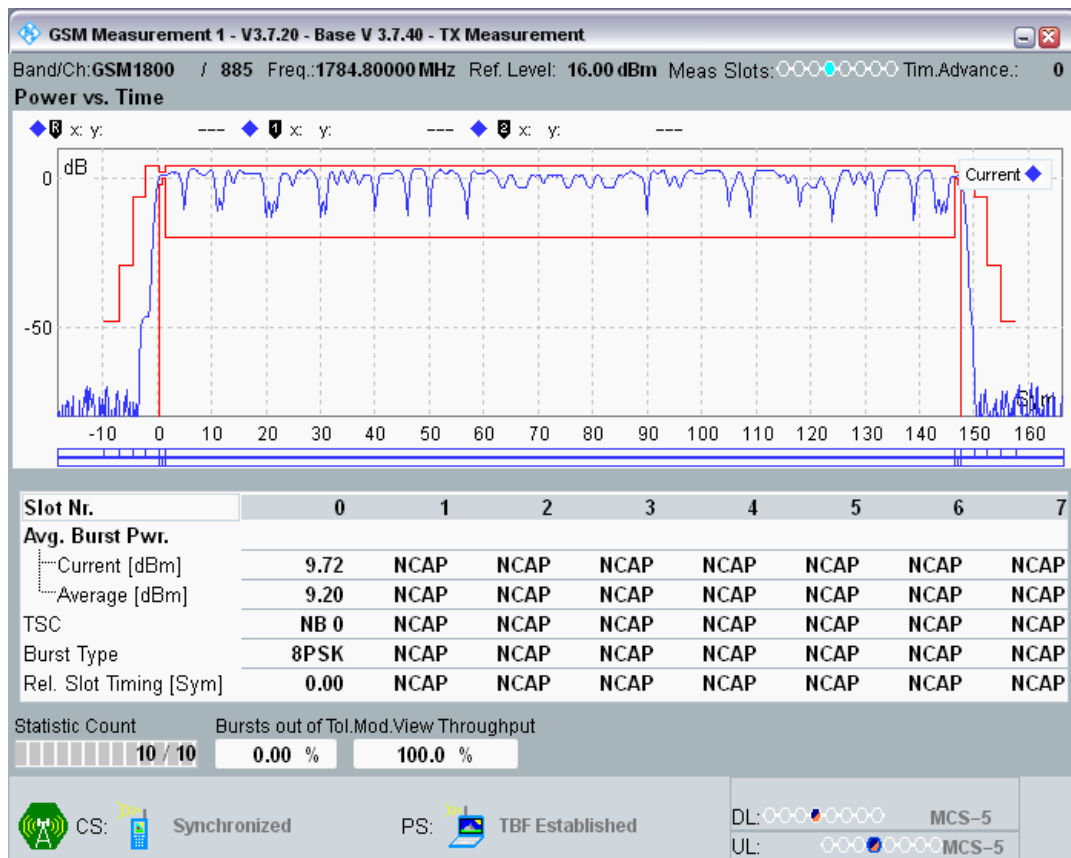 GSM Measurement 1 - V3.7.20 - Base V 3.7.40 - TX Measurement
Band/Ch:GSM1800 / 885 Freq.:1784.80000 MHz Ref. Level: 16.00 dBm Meas Slots: Tim.Advance.: 0
Power vs. Time
R x: y: --- 1 x: y: --- 2 x: y: ---
dB
0
Current
-50
Sym
-10 0 10 20 30 40 50 60 70 80 90 100 110 120 130 140 150 160
Slot Nr. 0 1 2 3 4 5 6 7
Avg. Burst Pwr.
Current [dBm] 9.72 NCAP NCAP NCAP NCAP NCAP NCAP NCAP
Average [dBm] 9.20 NCAP NCAP NCAP NCAP NCAP NCAP NCAP
TSC NB 0 NCAP NCAP NCAP NCAP NCAP NCAP NCAP
Burst Type 8PSK NCAP NCAP NCAP NCAP NCAP NCAP NCAP
Rel. Slot Timing [Sym] 0.00 NCAP NCAP NCAP NCAP NCAP NCAP NCAP
Statistic Count Bursts out of Tol. Mod.View Throughput
10 / 10 0.00 % 100.0 %
DL: MCS-5
CS: Synchronized PS: TBF Established
UL: MCS-5